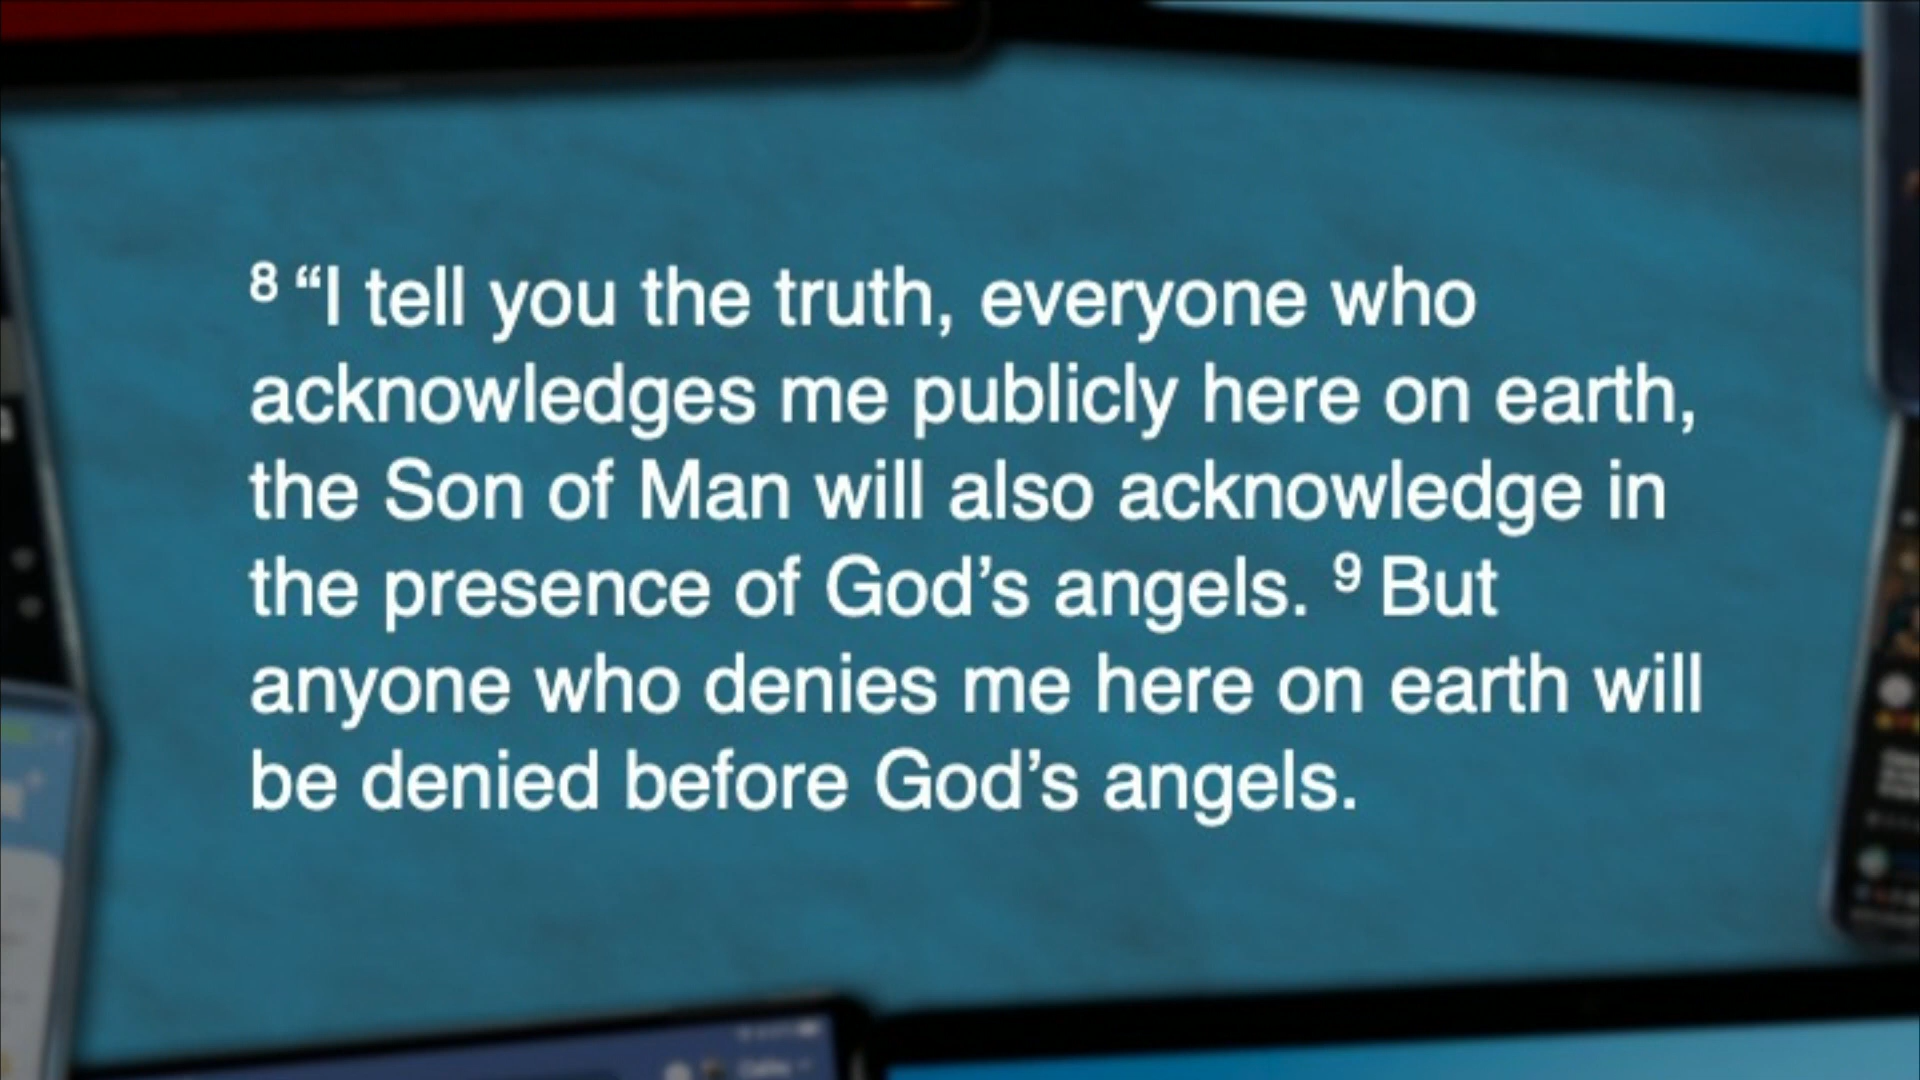 8 “I tell you the truth, everyone who
acknowledges me publicly here on earth,
the Son of Man will also acknowledge in
the presence of God’s angels. 9 But
anyone who denies me here on earth will
be denied before God’s angels.